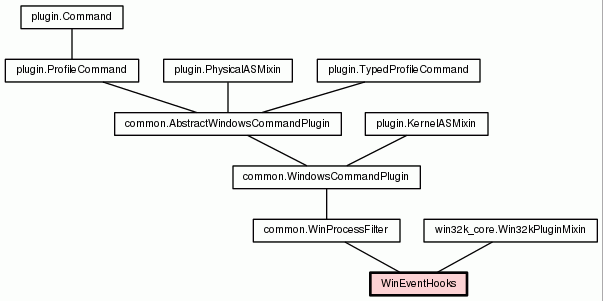 plugin.Command
plugin.ProfileCommand
plugin.PhysicalASMixin
plugin.TypedProfileCommand
common.AbstractWindowsCommandPlugin
plugin.KernelASMixin
common.WindowsCommandPlugin
common.WinProcessFilter
win32k_core.Win32kPluginMixin
WinEventHooks